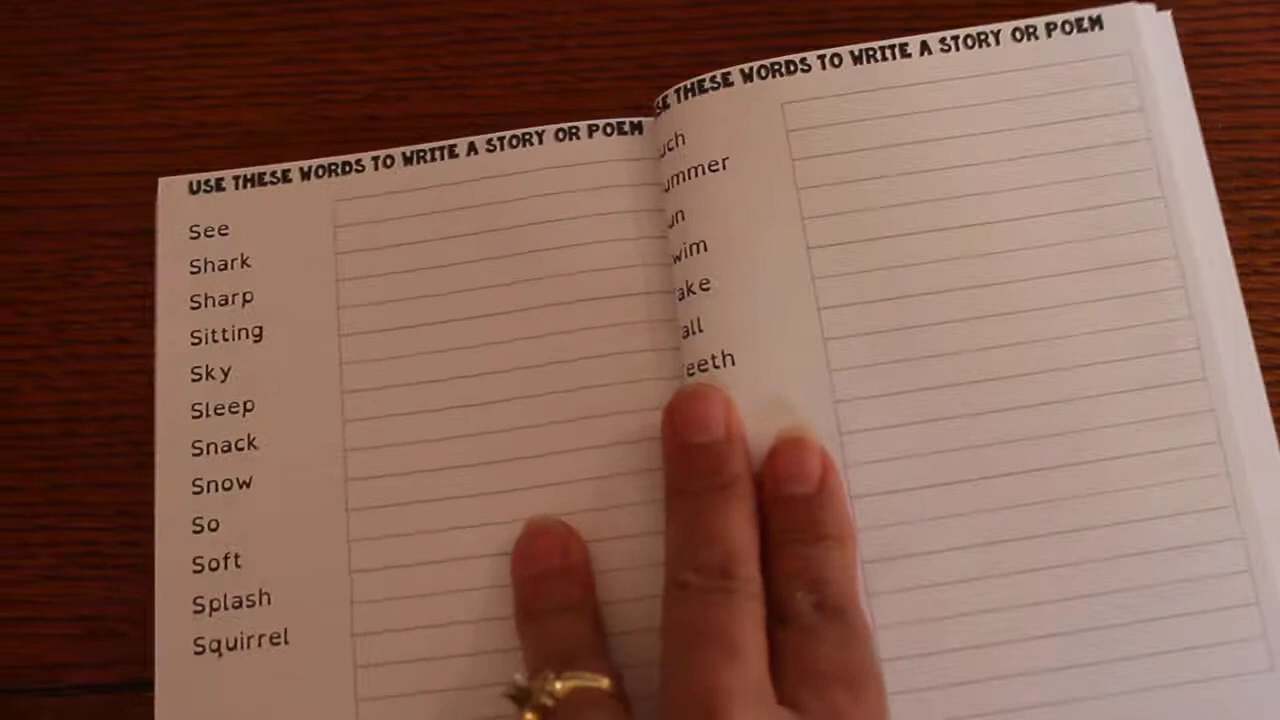 USE THESE WORDS TO WRITE A STORY OR POEM
See
Shark
Sharp
Sitting
Sky
Sleep
Snack
Snow
So
Soft
Splash
Squirrel
SE THESE WORDS TO WRITE A STORY OR POEM
uch
ummer
un
wim
ake
all
eeth